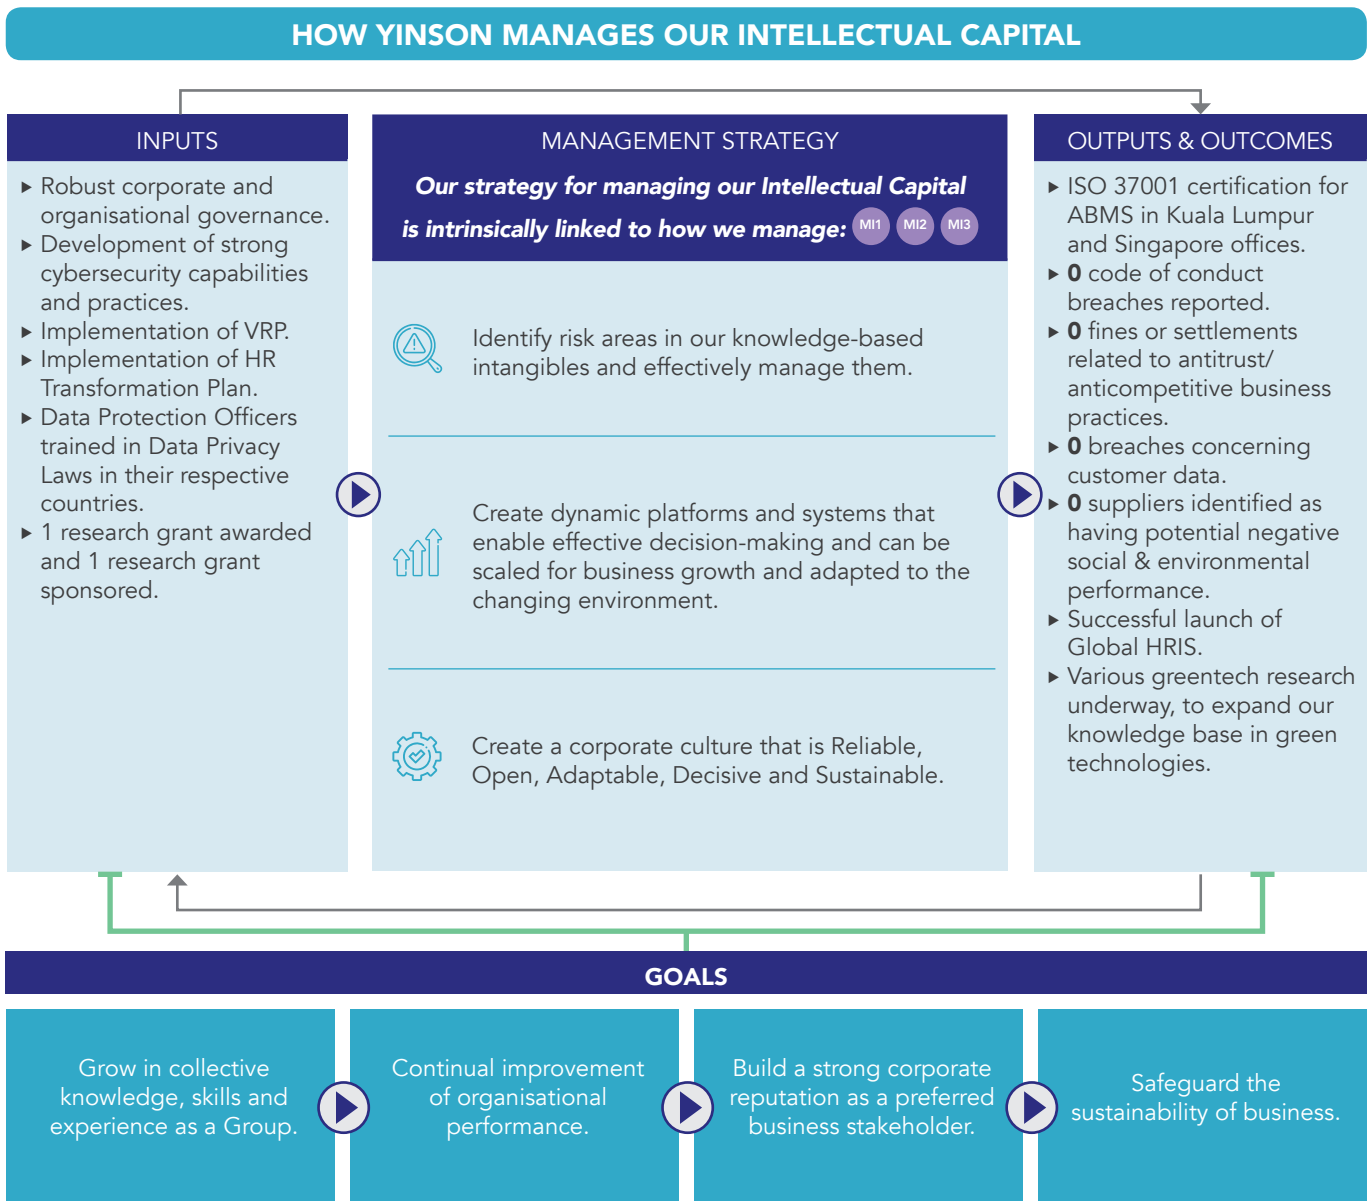 HOW YINSON MANAGES OUR INTELLECTUAL CAPITAL
INPUTS
▶ Robust corporate and
organisational governance.
▶ Development of strong
cybersecurity capabilities
and practices.
▶ Implementation of VRP.
▶ Implementation of HR
Transformation Plan.
▶ Data Protection Officers
trained in Data Privacy
Laws in their respective
countries.
▶ 1 research grant awarded
and 1 research grant
sponsored.
MANAGEMENT STRATEGY
Our strategy for managing our Intellectual Capital
is intrinsically linked to how we manage: MI1 MI2 MI3
Identify risk areas in our knowledge-based
intangibles and effectively manage them.
Create dynamic platforms and systems that
enable effective decision-making and can be
scaled for business growth and adapted to the
changing environment.
Create a corporate culture that is Reliable,
Open, Adaptable, Decisive and Sustainable.
OUTPUTS & OUTCOMES
▶ ISO 37001 certification for
ABMS in Kuala Lumpur
and Singapore offices.
▶ 0 code of conduct
breaches reported.
▶ 0 fines or settlements
related to antitrust/
anticompetitive business
practices.
▶ 0 breaches concerning
customer data.
▶ 0 suppliers identified as
having potential negative
social & environmental
performance.
▶ Successful launch of
Global HRIS.
▶ Various greentech research
underway, to expand our
knowledge base in green
technologies.
GOALS
Grow in collective
knowledge, skills and
experience as a Group.
Continual improvement
of organisational
performance.
Build a strong corporate
reputation as a preferred
business stakeholder.
Safeguard the
sustainability of business.